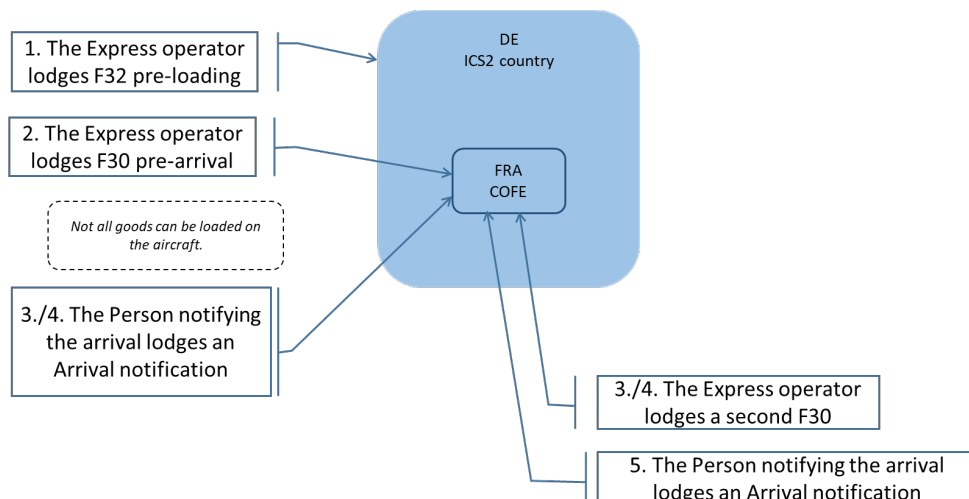 1. The Express operator
lodges F32 pre-loading
DE
ICS2 country
2. The Express operator
lodges F30 pre-arrival
FRA
COFE
Not all goods can be loaded on
the aircraft.
3./4. The Person notifying
the arrival lodges an
Arrival notification
3./4. The Express operator
lodges a second F30
5. The Person notifying the arrival
lodges an Arrival notification